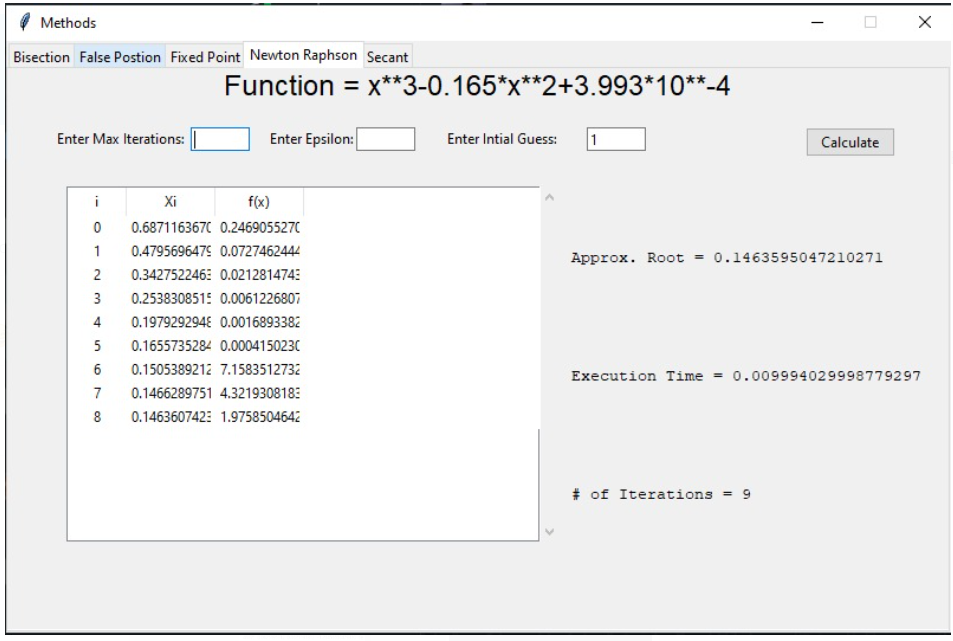 Methods
Bisection False Postion Fixed Point Newton Raphson Secant
Function = x**3-0.165*x**2+3.993*10**-4
Enter Max Iterations: Enter Epsilon: Enter Intial Guess: 1 Calculate
i Xi f(x)
0 0.6871163670 0.2469055270
1 0.4795696479 0.0727462444
2 0.3427522463 0.0212814743
3 0.2538308515 0.0061226807
4 0.1979292948 0.0016893382
5 0.1655735284 0.0004150230
6 0.1505389212 7.1583512732
7 0.1466289751 4.3219308183
8 0.1463607423 1.9758504642
Approx. Root = 0.1463595047210271
Execution Time = 0.009994029998779297
# of Iterations = 9